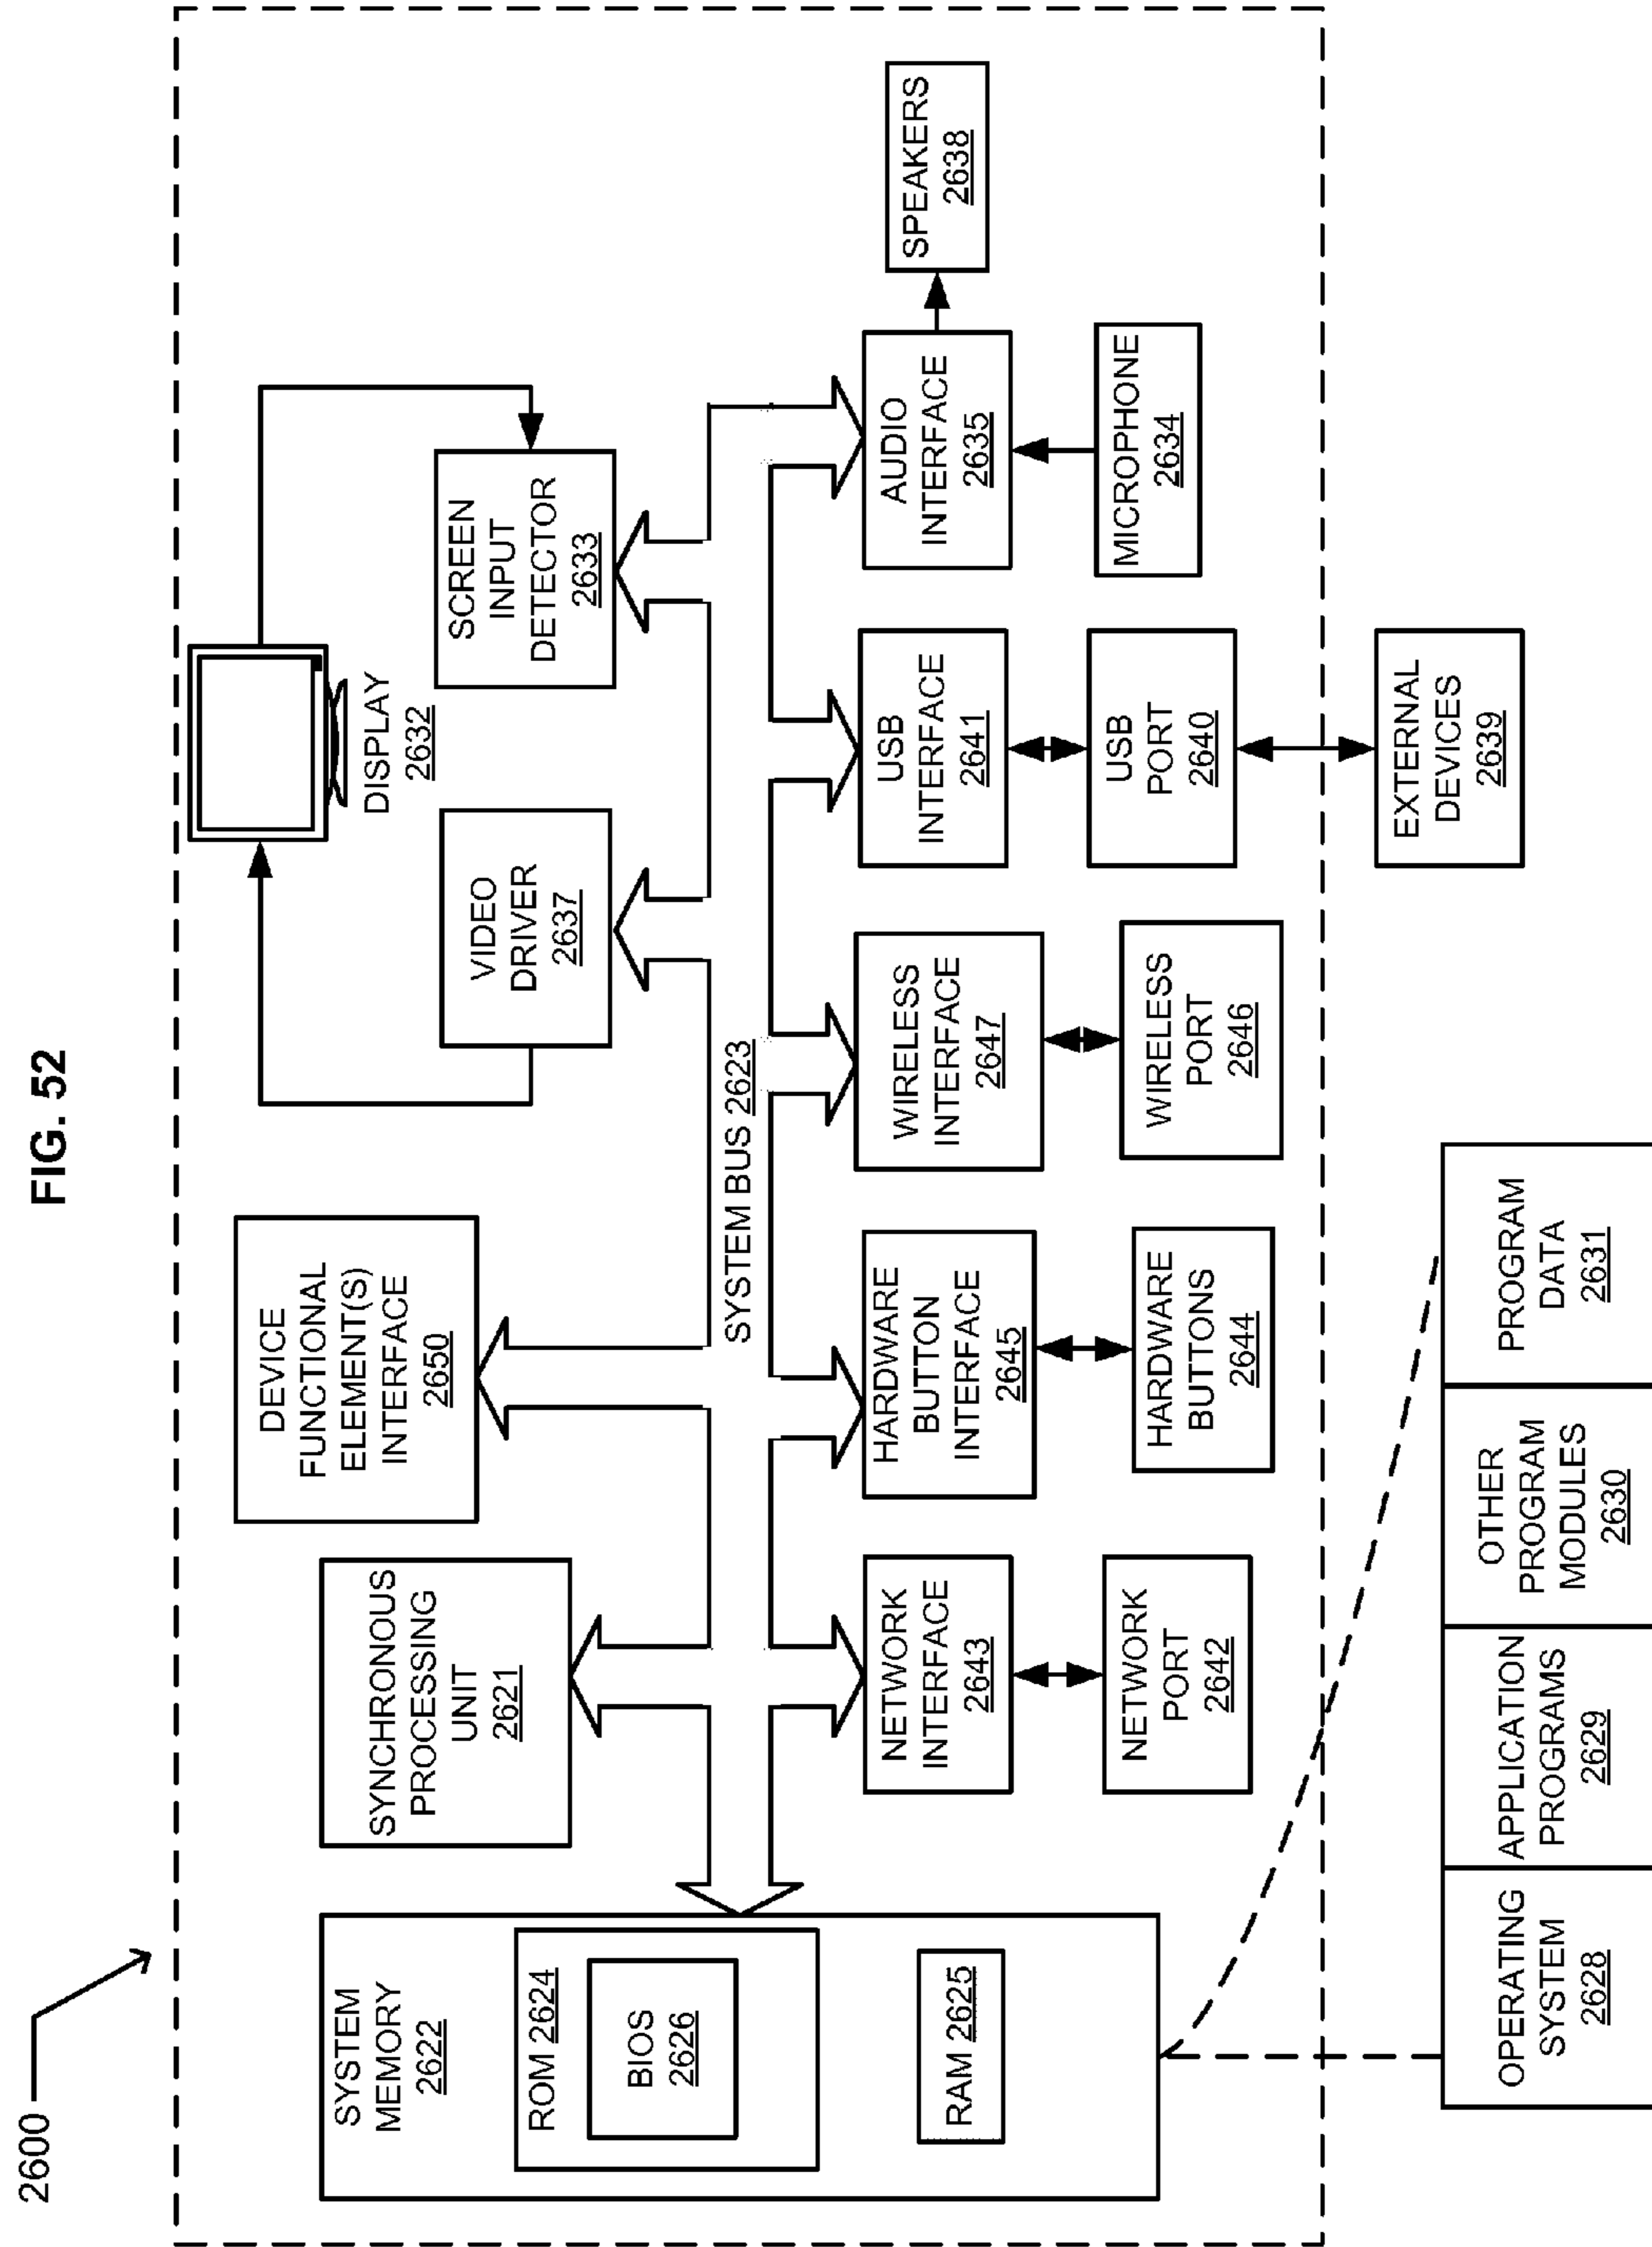 FIG. 52
2600
DISPLAY
2632
DEVICE
FUNCTIONAL
ELEMENT(S)
INTERFACE
2650
SYNCHRONOUS
PROCESSING
UNIT
2621
VIDEO
DRIVER
2637
SCREEN
INPUT
DETECTOR
2633
SYSTEM
MEMORY
2622
ROM 2624
BIOS
2626
RAM 2625
SYSTEM BUS 2623
NETWORK
INTERFACE
2643
HARDWARE
BUTTON
INTERFACE
2645
WIRELESS
INTERFACE
2647
USB
INTERFACE
2641
AUDIO
INTERFACE
2635
SPEAKERS
2638
NETWORK
PORT
2642
HARDWARE
BUTTONS
2644
WIRELESS
PORT
2646
USB
PORT
2640
MICROPHONE
2634
EXTERNAL
DEVICES
2639
OPERATING
SYSTEM
2628
APPLICATION
PROGRAMS
2629
OTHER
PROGRAM
MODULES
2630
PROGRAM
DATA
2631